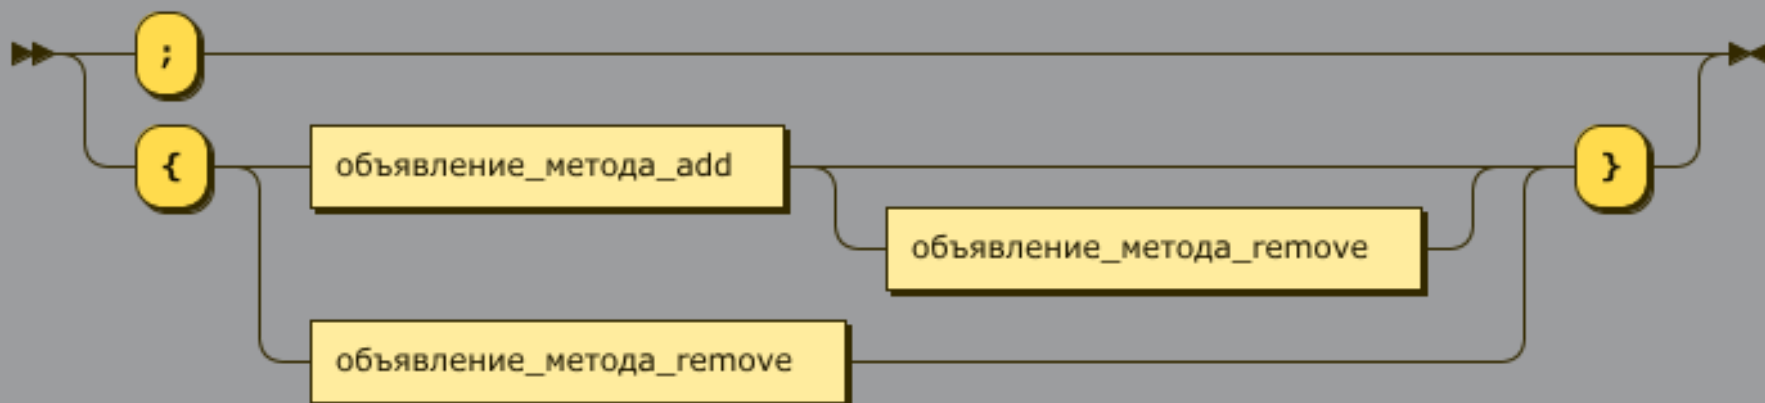 ;
{ объявление_метода_add }
объявление_метода_remove
объявление_метода_remove